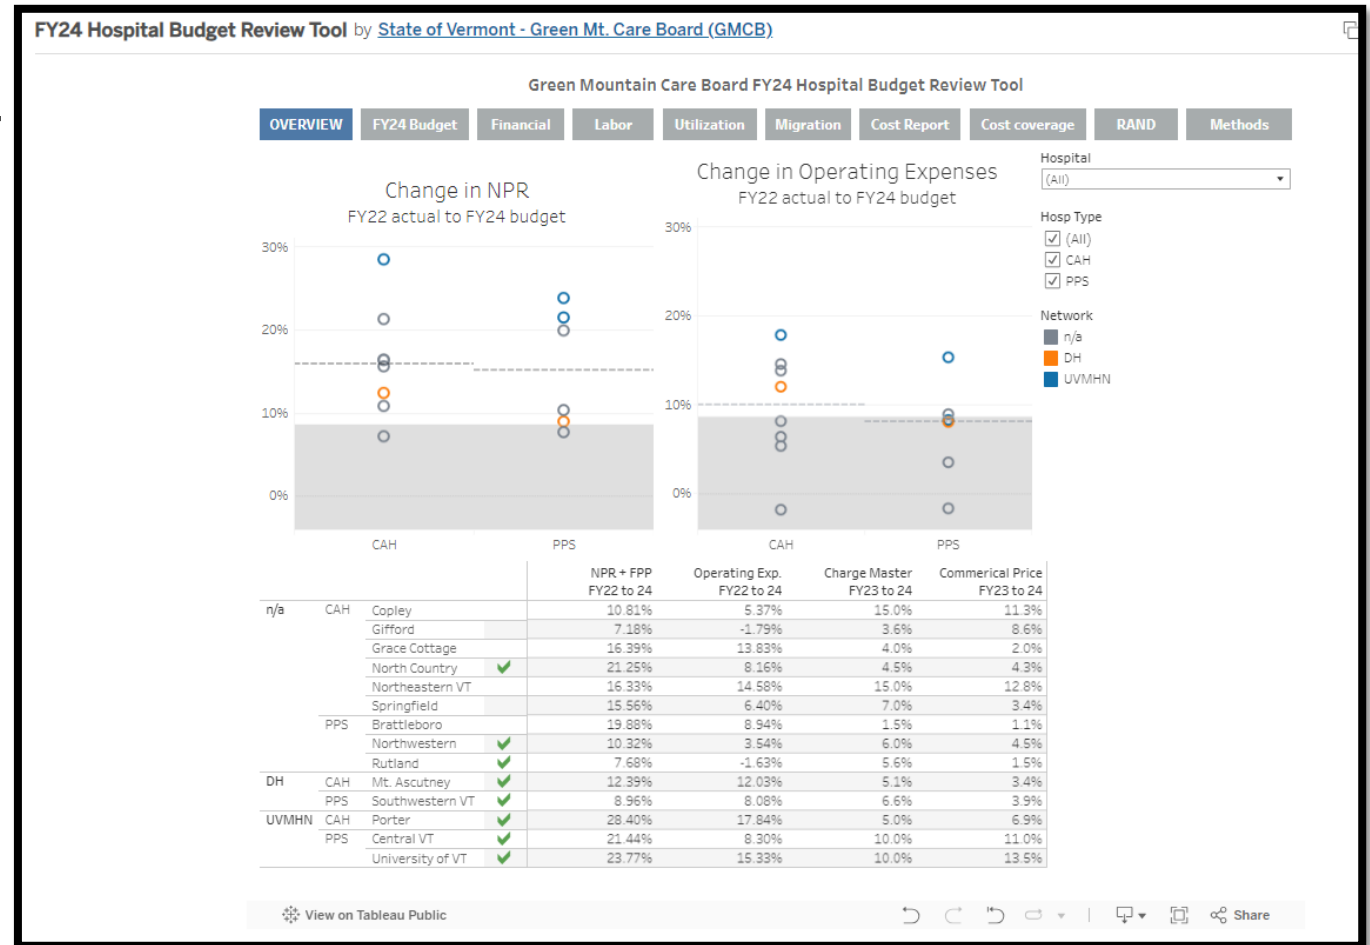 FY24 Hospital Budget Review Tool by State of Vermont - Green Mt. Care Board (GMCB)
Green Mountain Care Board FY24 Hospital Budget Review Tool
OVERVIEW FY24 Budget Financial Labor Utilization Migration Cost Report Cost coverage RAND Methods
Change in NPR
FY22 actual to FY24 budget
30%
20%
10%
0%
CAH PPS
Change in Operating Expenses
FY22 actual to FY24 budget
30%
20%
10%
0%
CAH PPS
Hospital
(All)
Hosp Type
(All)
CAH
PPS
Network
n/a
DH
UVMHN
NPR + FPP Operating Exp. Charge Master Commerical Price
FY22 to 24 FY22 to 24 FY23 to 24 FY23 to 24
n/a CAH Copley 10.81% 5.37% 15.0% 11.3%
Gifford 7.18% -1.79% 3.6% 8.6%
Grace Cottage 16.39% 13.83% 4.0% 2.0%
North Country 21.25% 8.16% 4.5% 4.3%
Northeastern VT 16.33% 14.58% 15.0% 12.8%
Springfield 15.56% 6.40% 7.0% 3.4%
PPS Brattleboro 19.88% 8.94% 1.5% 1.1%
Northwestern 10.32% 3.54% 6.0% 4.5%
Rutland 7.68% -1.63% 5.6% 1.5%
DH CAH Mt. Ascutney 12.39% 12.03% 5.1% 3.4%
PPS Southwestern VT 8.96% 8.08% 6.6% 3.9%
UVMHN CAH Porter 28.40% 17.84% 5.0% 6.9%
PPS Central VT 21.44% 8.30% 10.0% 11.0%
University of VT 23.77% 15.33% 10.0% 13.5%
View on Tableau Public
Share